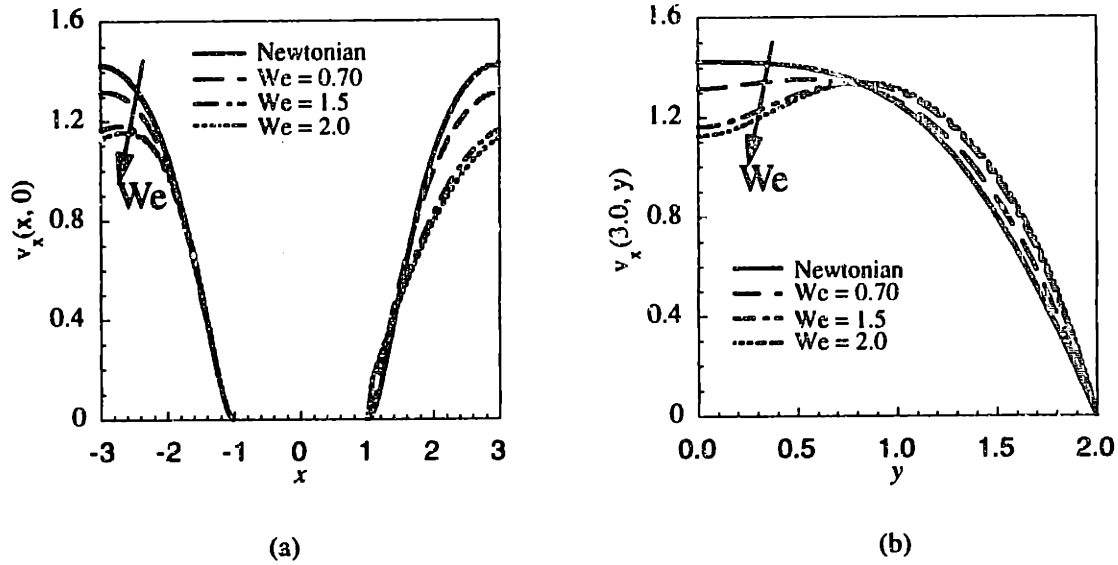 1.6
1.2
0.8
0.4
0
v_x(x, 0)
Newtonian
We = 0.70
We = 1.5
We = 2.0
We
-3 -2 -1 0 1 2 3
x
(a)
1.6
1.2
0.8
0.4
0
v_x(3.0, y)
We
Newtonian
We = 0.70
We = 1.5
We = 2.0
0.0 0.5 1.0 1.5 2.0
y
(b)